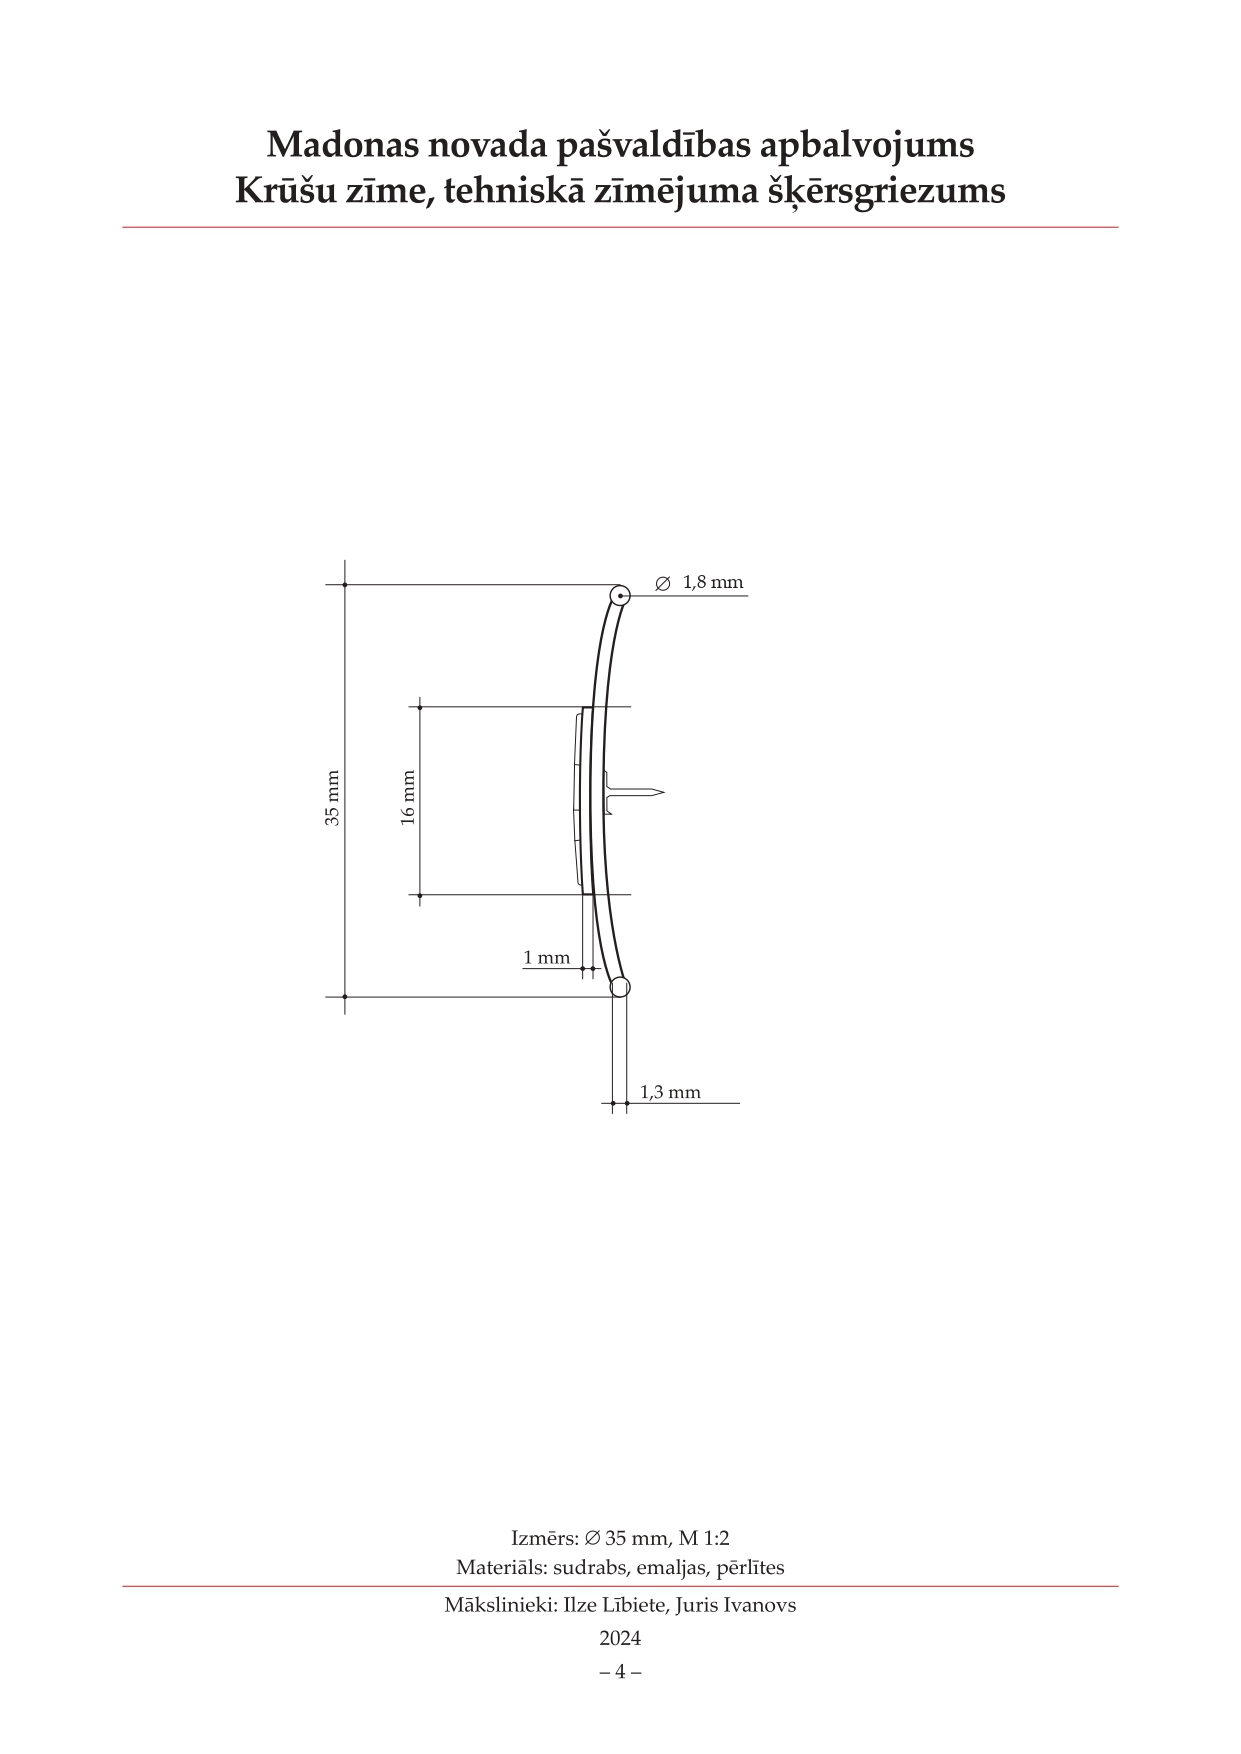 Madonas novada pašvaldības apbalvojums
Krūšu zīme, tehniskā zīmējuma šķērsgriezums
∅ 1,8 mm
35 mm
16 mm
1 mm
1,3 mm
Izmērs: ∅ 35 mm, M 1:2
Materiāls: sudrabs, emaljas, pērlītes
Mākslinieki: Ilze Lībiete, Juris Ivanovs
2024
– 4 –